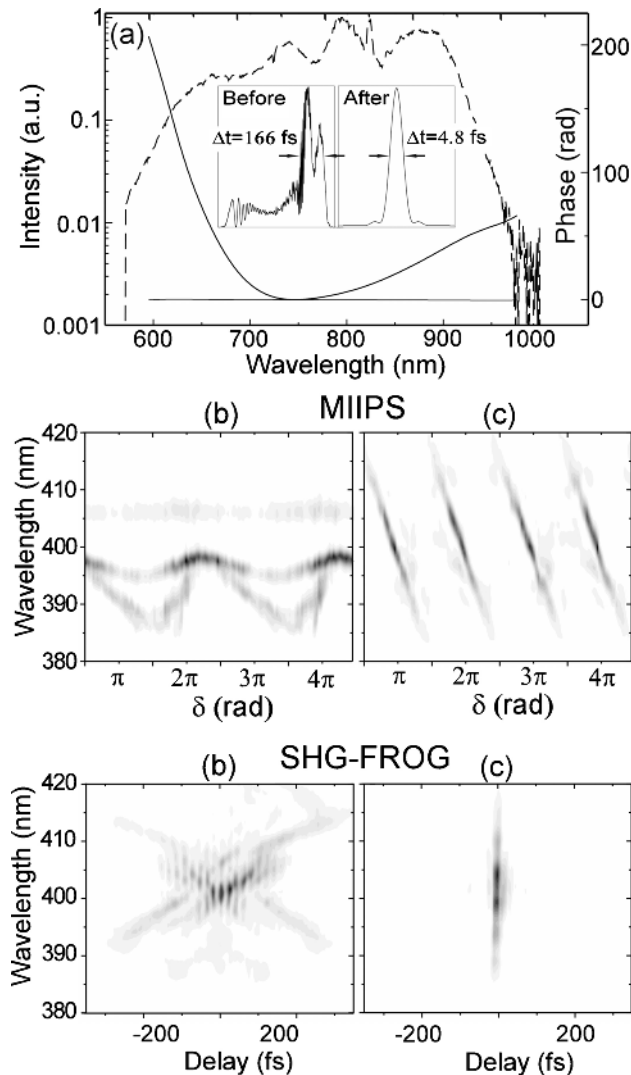 (a)
1
0.1
0.01
0.001
Intensity (a.u.)
200
100
0
Phase (rad)
Before
Δt=166 fs
After
Δt=4.8 fs
600 700 800 900 1000
Wavelength (nm)
(b) MIIPS (c)
420
410
400
390
380
Wavelength (nm)
π 2π 3π 4π
δ (rad)
π 2π 3π 4π
δ (rad)
(b) SHG-FROG (c)
420
410
400
390
380
Wavelength (nm)
-200 200
Delay (fs)
-200 200
Delay (fs)